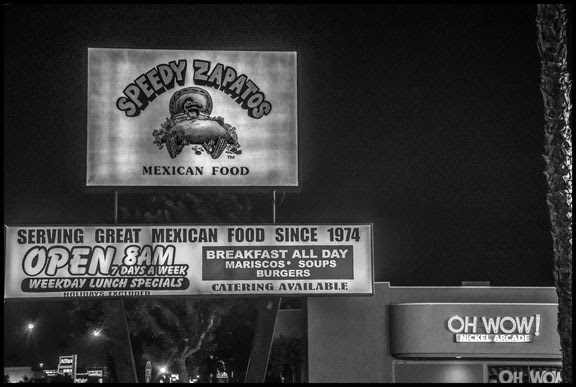 SPEEDY ZAPATOS
TM
MEXICAN FOOD
SERVING GREAT MEXICAN FOOD SINCE 1974
OPEN 8AM
7 DAYS A WEEK
WEEKDAY LUNCH SPECIALS
HOLIDAYS EXCLUDED
BREAKFAST ALL DAY
MARISCOS • SOUPS
BURGERS
CATERING AVAILABLE
OH WOW!
NICKEL ARCADE
OH WOW